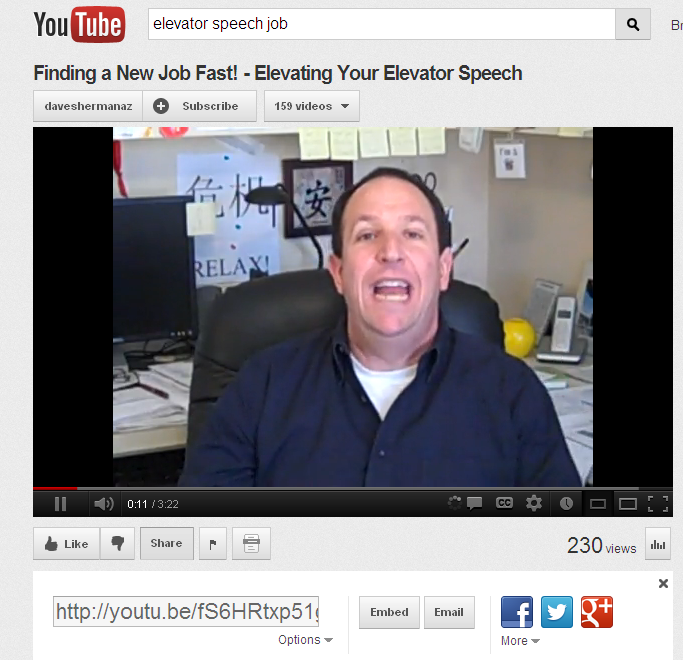 YouTube
elevator speech job
Br
Finding a New Job Fast! - Elevating Your Elevator Speech
daveshermanaz
Subscribe
159 videos
危机
安
RELAX!
0:11 / 3:22
CC
Like
Share
230 views
http://youtu.be/fS6HRtxp51
Embed
Email
Options
More